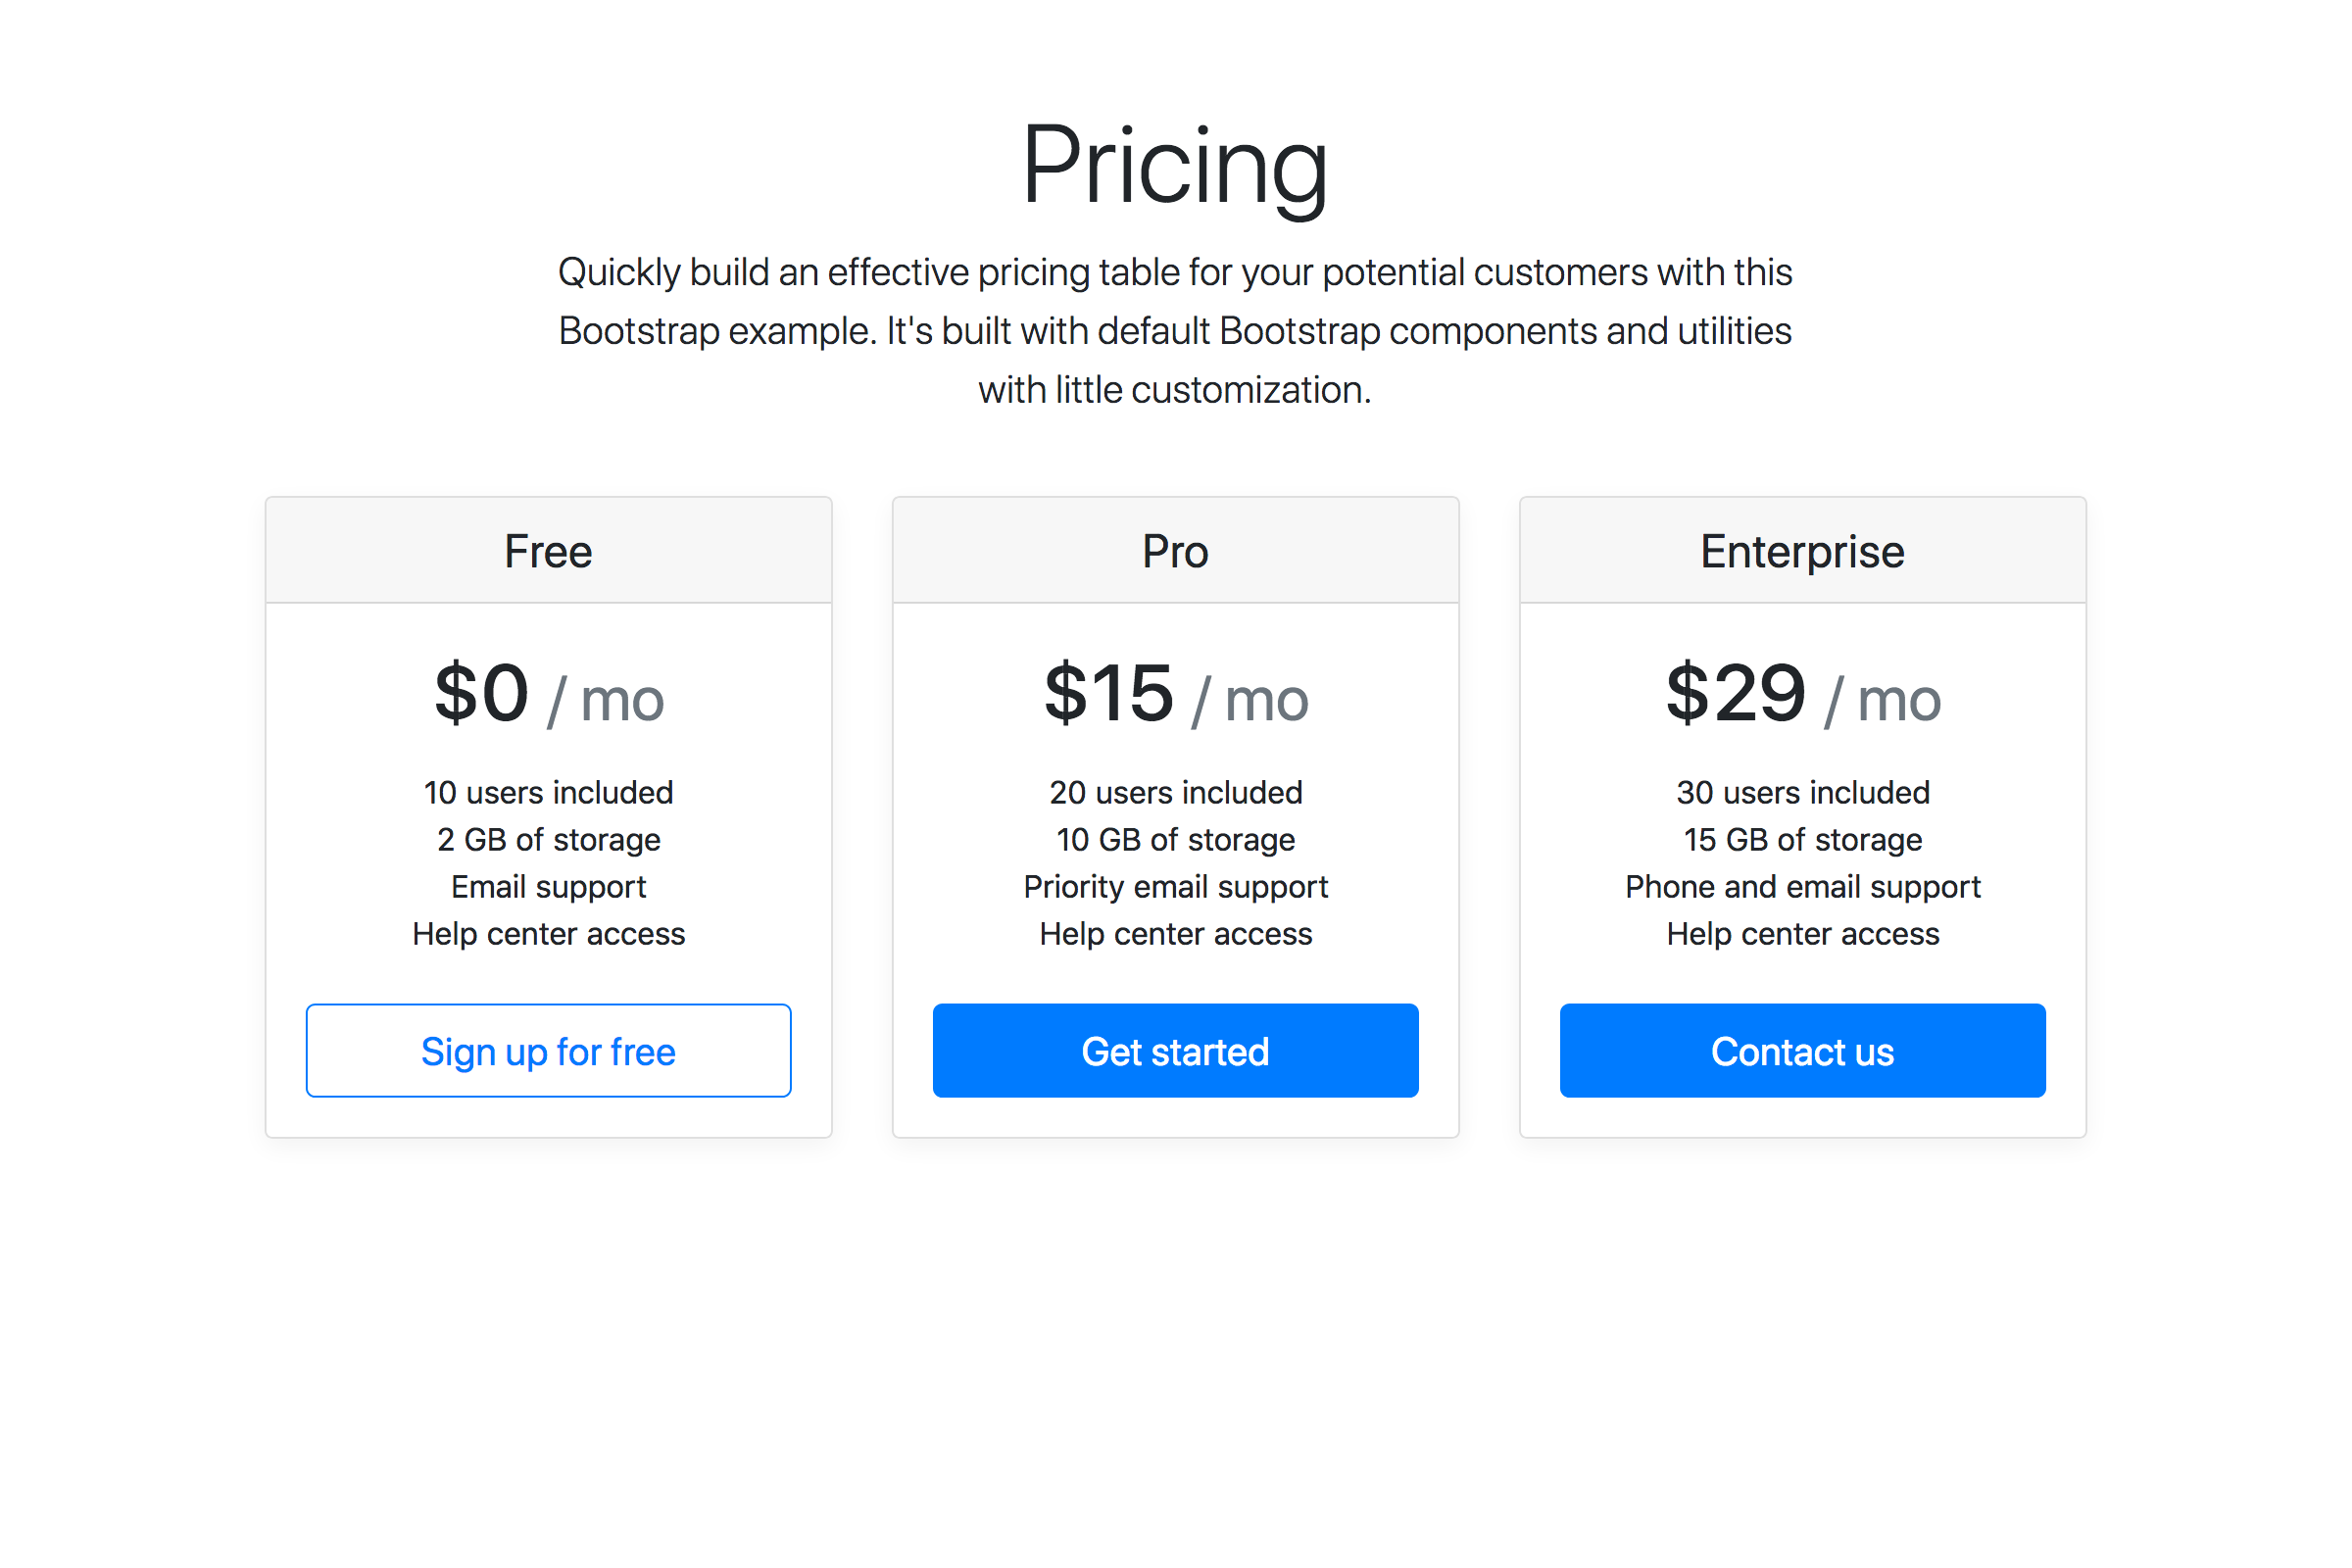 Pricing
Quickly build an effective pricing table for your potential customers with this
Bootstrap example. It's built with default Bootstrap components and utilities
with little customization.
Free
$0 / mo
10 users included
2 GB of storage
Email support
Help center access
Sign up for free
Pro
$15 / mo
20 users included
10 GB of storage
Priority email support
Help center access
Get started
Enterprise
$29 / mo
30 users included
15 GB of storage
Phone and email support
Help center access
Contact us